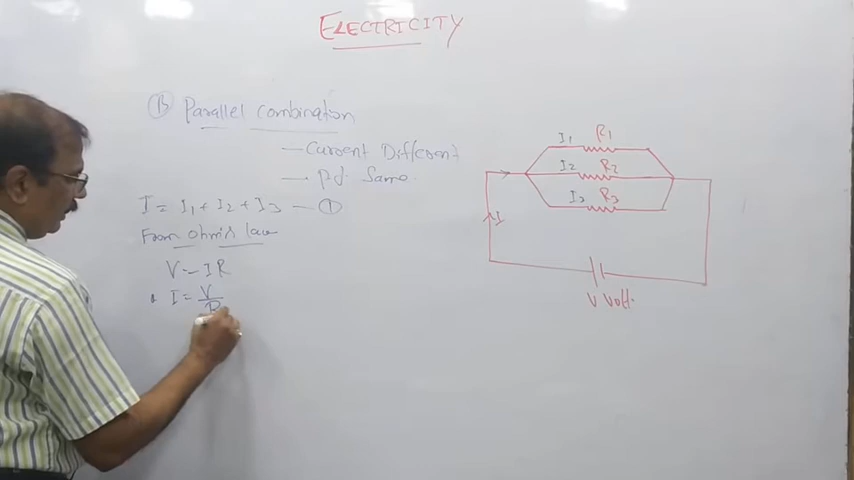 ELECTRICITY
B Parallel combination
— Current Different
— Pd Same.
I = I1 + I2 + I3 — 1
From ohm's law
V = IR
I = V/R
I1 R1
I2 R2
I3 R3
I
V Volt